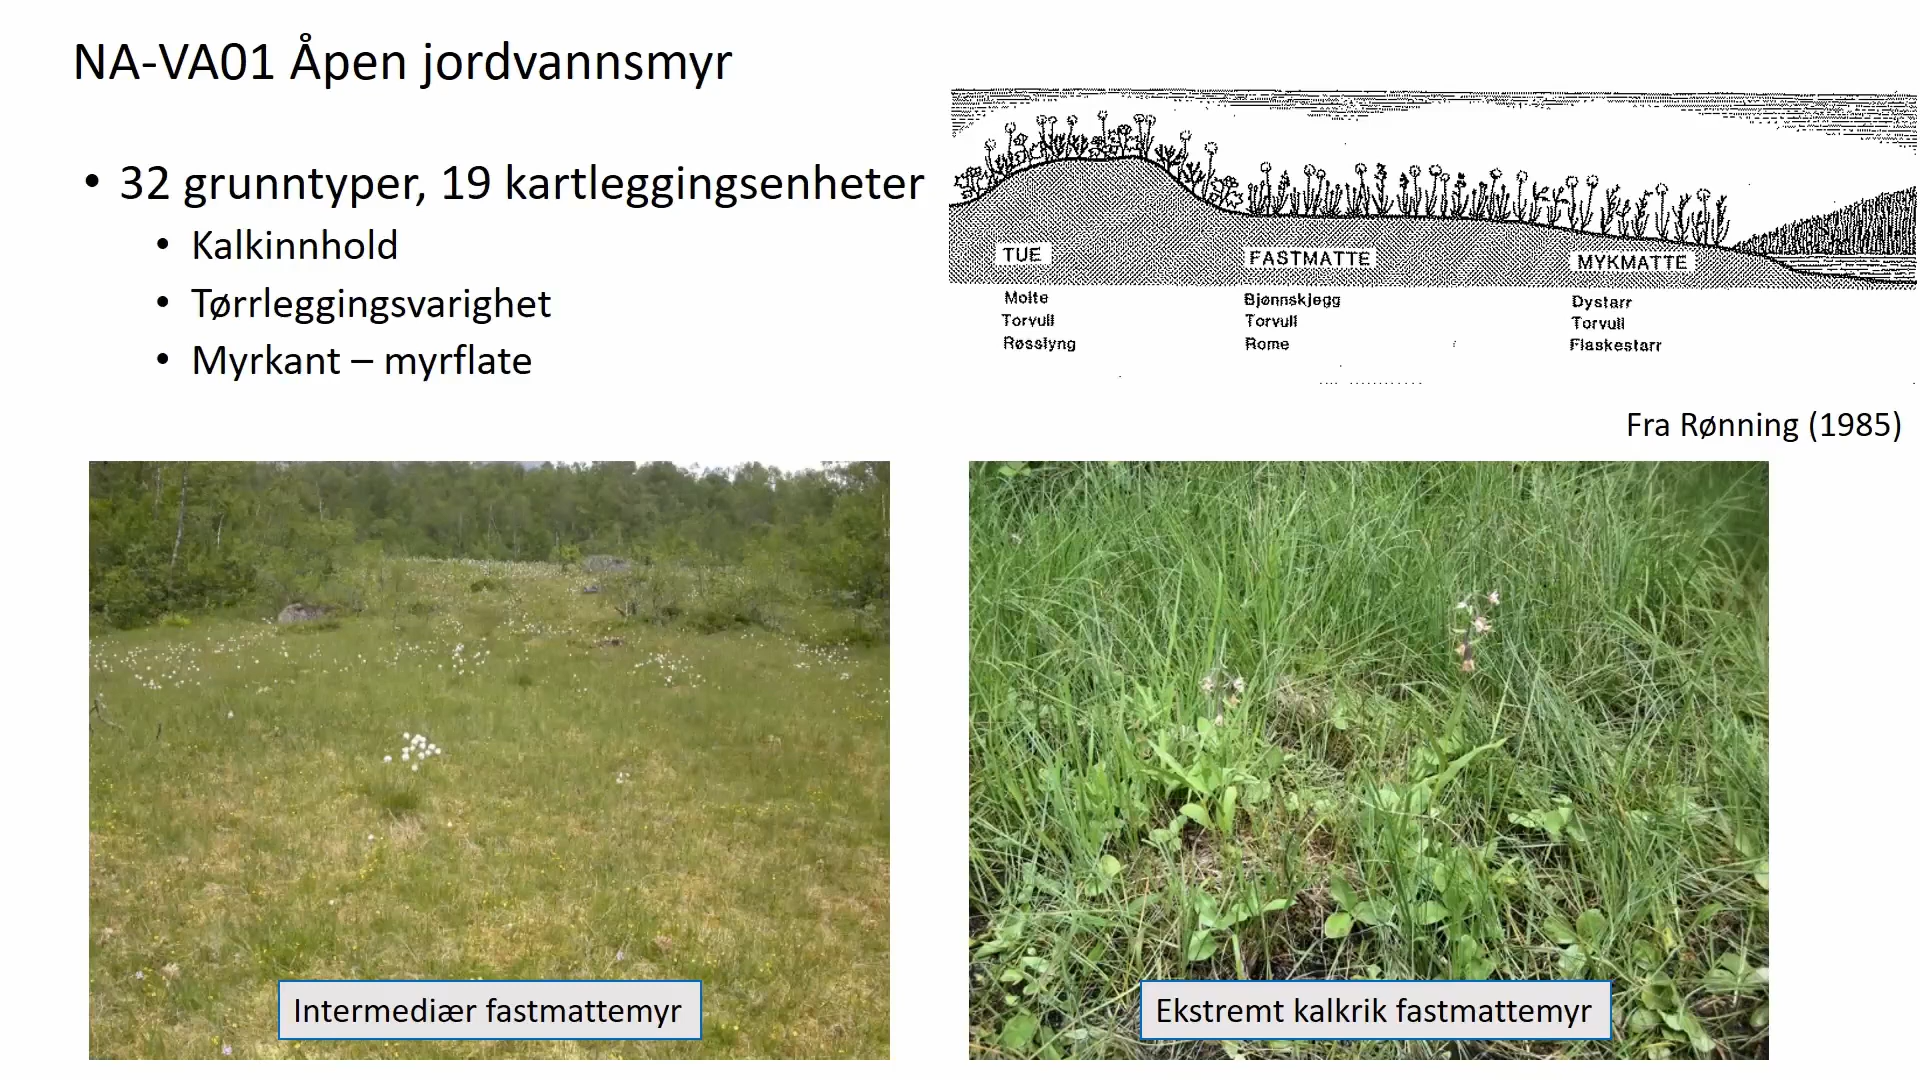 NA-VA01 Åpen jordvannsmyr
• 32 grunntyper, 19 kartleggingsenheter
• Kalkinnhold
• Tørrleggingsvarighet
• Myrkant – myrflate
TUE
FASTMATTE
MYKMATTE
Molte
Torvull
Røsslyng
Bjønnskjegg
Torvull
Rome
Dystarr
Torvull
Flaskestarr
Fra Rønning (1985)
Intermediær fastmattemyr
Ekstremt kalkrik fastmattemyr